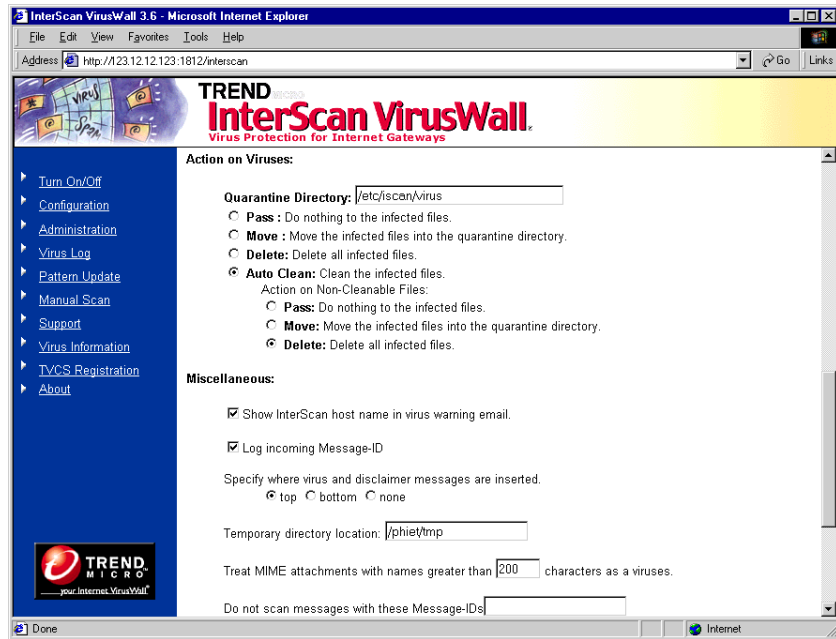 InterScan VirusWall 3.6 - Microsoft Internet Explorer
File Edit View Favorites Tools Help
Address http://123.12.12.123:1812/interscan Go Links
VIRUS
SPAM
TREND MICRO
InterScan VirusWall.
Virus Protection for Internet Gateways
Turn On/Off
Configuration
Administration
Virus Log
Pattern Update
Manual Scan
Support
Virus Information
TVCS Registration
About
TREND
MICRO
your Internet VirusWall
Action on Viruses:
Quarantine Directory: /etc/iscan/virus
Pass : Do nothing to the infected files.
Move : Move the infected files into the quarantine directory.
Delete: Delete all infected files.
Auto Clean: Clean the infected files.
Action on Non-Cleanable Files:
Pass: Do nothing to the infected files.
Move: Move the infected files into the quarantine directory.
Delete: Delete all infected files.
Miscellaneous:
Show InterScan host name in virus warning email.
Log incoming Message-ID
Specify where virus and disclaimer messages are inserted.
top bottom none
Temporary directory location: /phiet/tmp
Treat MIME attachments with names greater than 200 characters as a viruses.
Do not scan messages with these Message-IDs
Done Internet